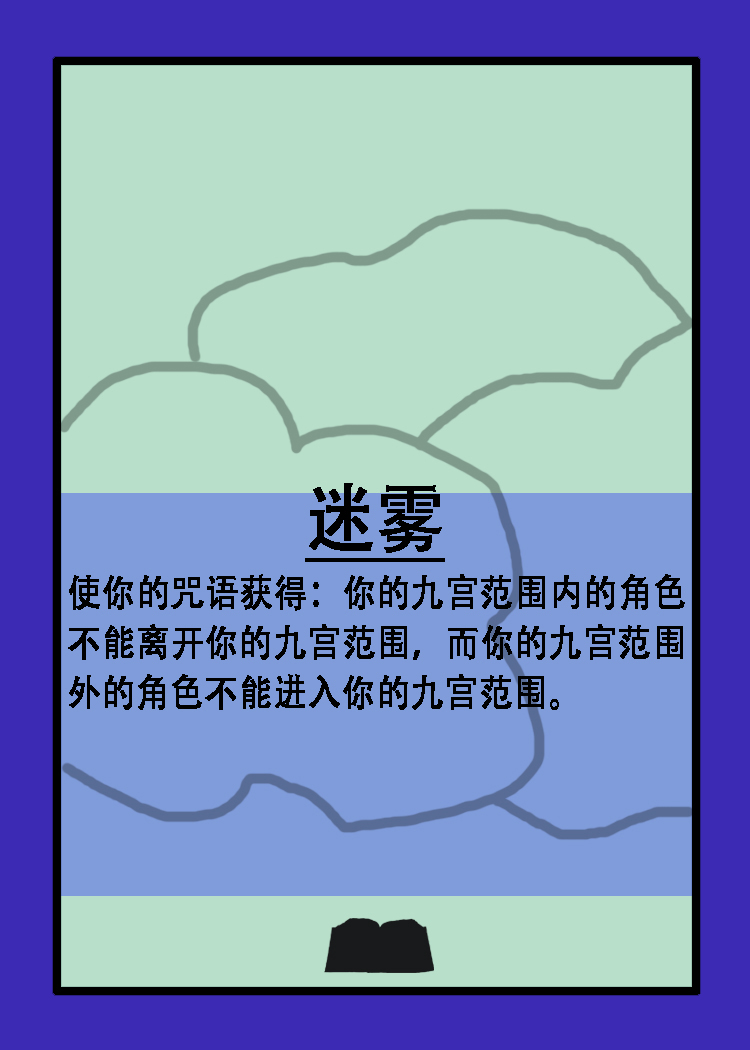 迷雾
使你的咒语获得：你的九宫范围内的角色
不能离开你的九宫范围，而你的九宫范围
外的角色不能进入你的九宫范围。